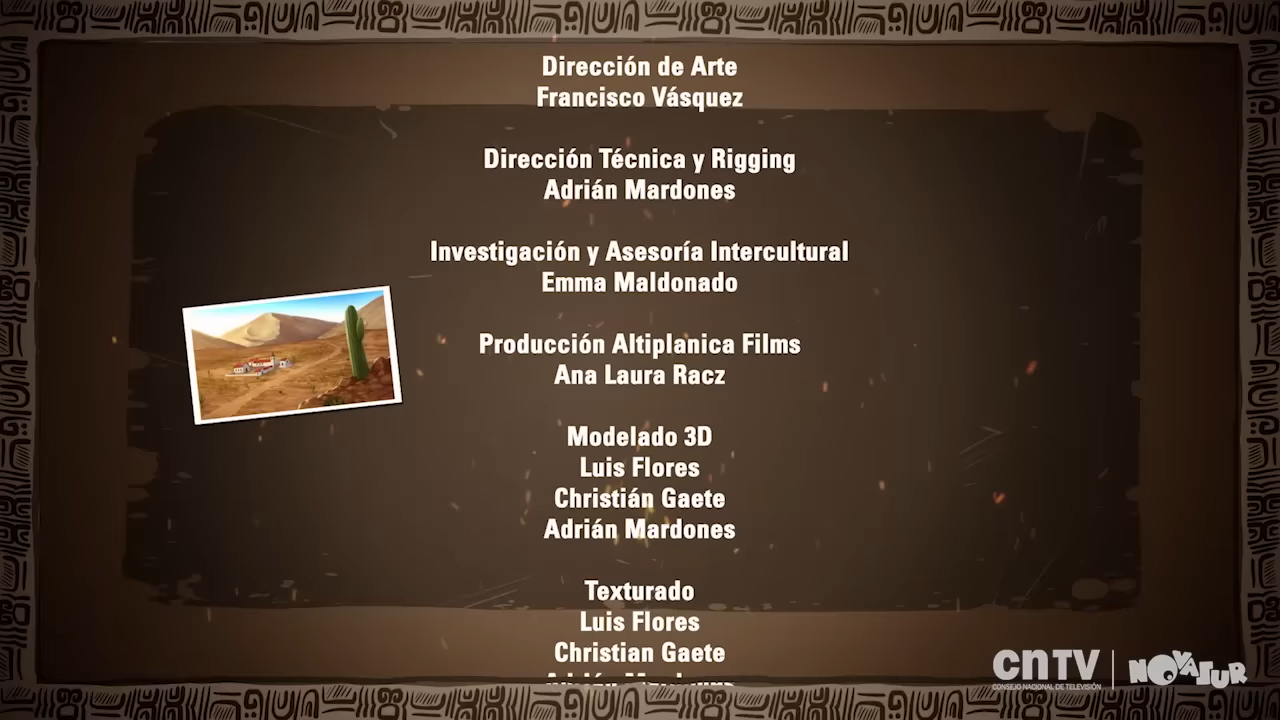 Dirección de Arte
Francisco Vásquez
Dirección Técnica y Rigging
Adrián Mardones
Investigación y Asesoría Intercultural
Emma Maldonado
Producción Altiplanica Films
Ana Laura Racz
Modelado 3D
Luis Flores
Christián Gaete
Adrián Mardones
Texturado
Luis Flores
Christian Gaete
cnTV
CONSEJO NACIONAL DE TELEVISIÓN
NOVASUR